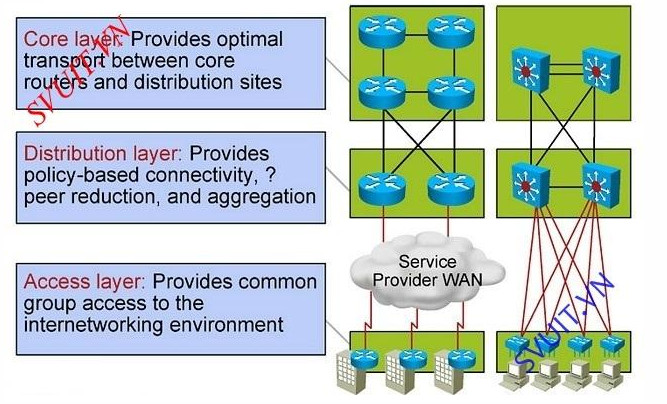 Core layer: Provides optimal
transport between core
routers and distribution sites
SVUIT.VN
Distribution layer: Provides
policy-based connectivity, ?
peer reduction, and aggregation
Service
Provider WAN
Access layer: Provides common
group access to the
internetworking environment
SVUIT.VN